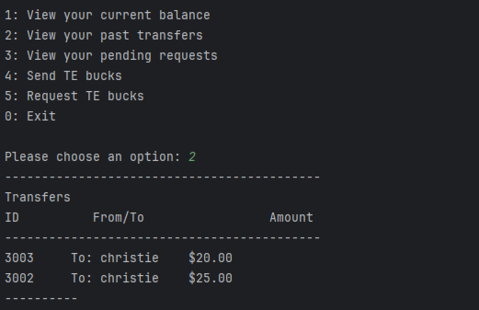 1: View your current balance
2: View your past transfers
3: View your pending requests
4: Send TE bucks
5: Request TE bucks
0: Exit
Please choose an option: 2
-------------------------------------------
Transfers
ID          From/To               Amount
-------------------------------------------
3003     To: christie    $20.00
3002     To: christie    $25.00
----------